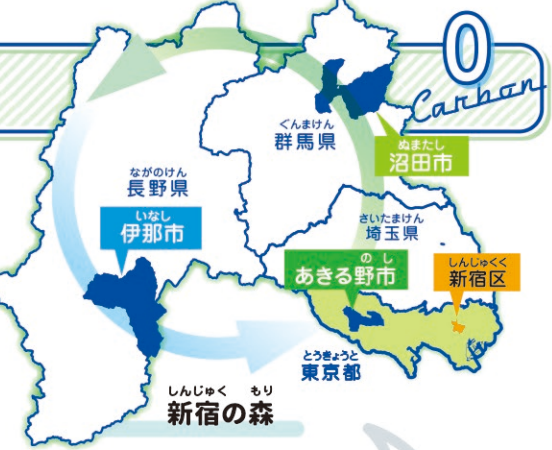 0
Carbon
ぐんまけん
群馬県
ぬまたし
沼田市
ながのけん
長野県
いなし
伊那市
さいたまけん
埼玉県
のし
あきる野市
しんじゅくく
新宿区
とうきょうと
東京都
しんじゅく もり
新宿の森